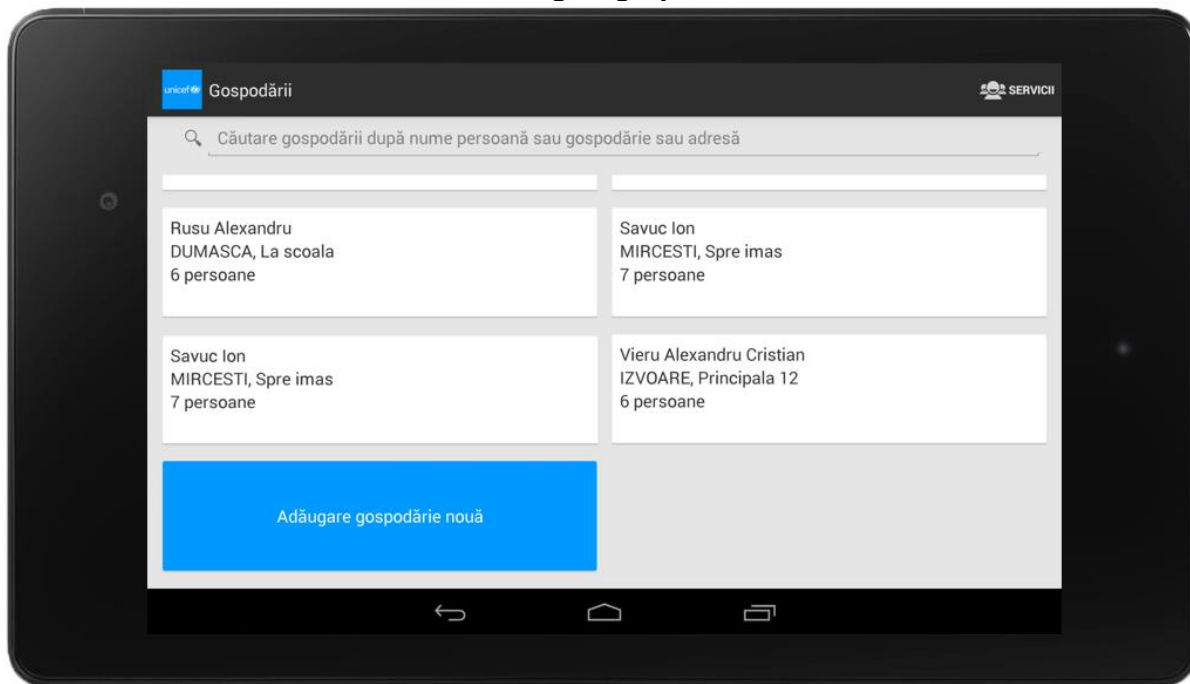 unicef
Gospodării
SERVICII
Căutare gospodării după nume persoană sau gospodărie sau adresă
Rusu Alexandru
DUMASCA, La scoala
6 persoane
Savuc Ion
MIRCESTI, Spre imas
7 persoane
Savuc Ion
MIRCESTI, Spre imas
7 persoane
Vieru Alexandru Cristian
IZVOARE, Principala 12
6 persoane
Adăugare gospodărie nouă